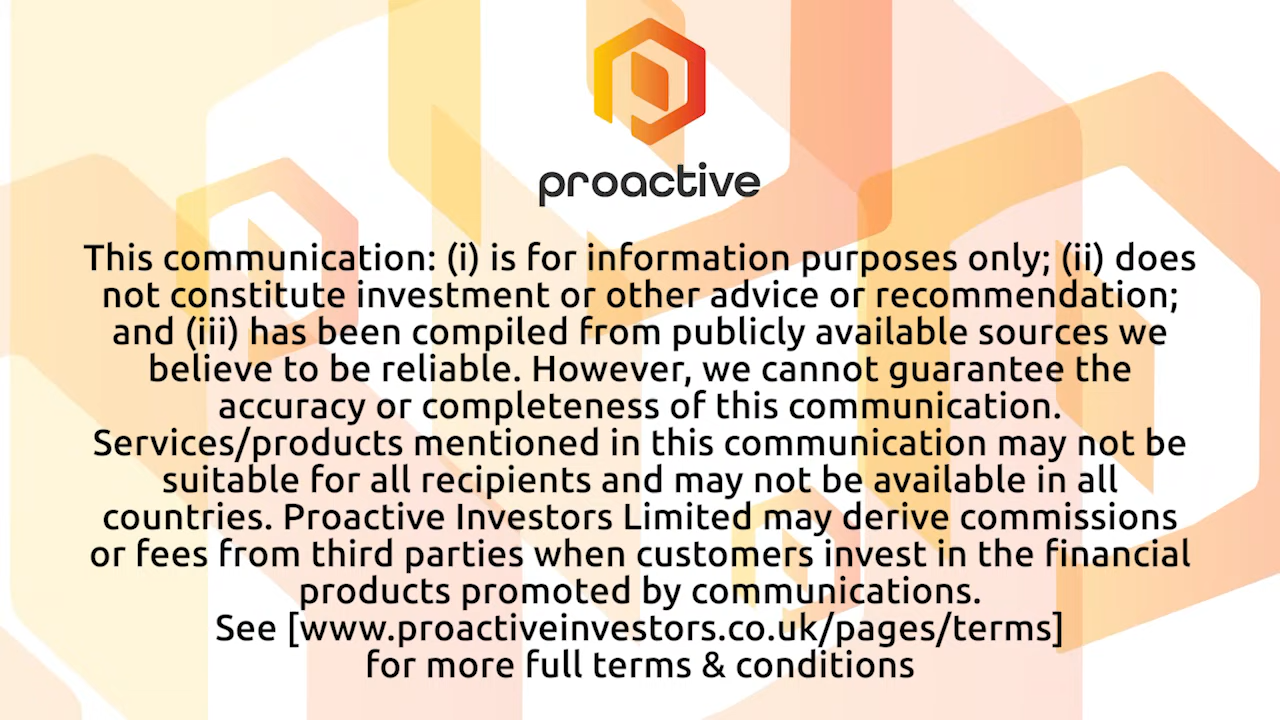 proactive
This communication: (i) is for information purposes only; (ii) does
not constitute investment or other advice or recommendation;
and (iii) has been compiled from publicly available sources we
believe to be reliable. However, we cannot guarantee the
accuracy or completeness of this communication.
Services/products mentioned in this communication may not be
suitable for all recipients and may not be available in all
countries. Proactive Investors Limited may derive commissions
or fees from third parties when customers invest in the financial
products promoted by communications.
See [www.proactiveinvestors.co.uk/pages/terms]
for more full terms & conditions